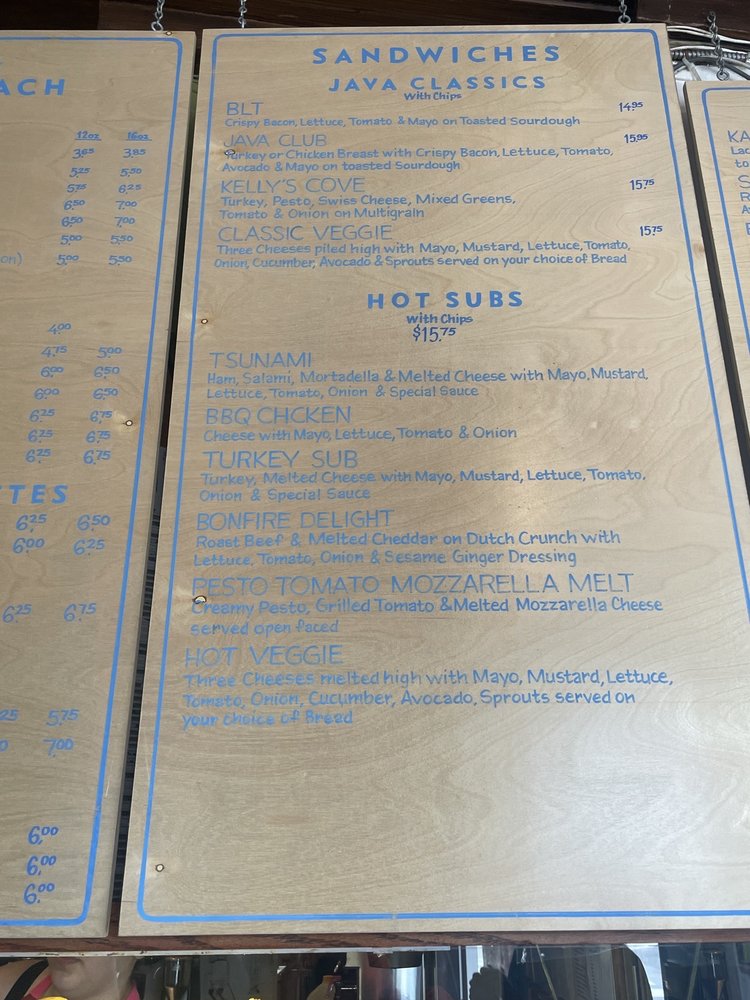 ACH
12oz 16oz
3.85 3.85
5.25 5.50
5.75 6.25
6.50 7.00
6.50 7.00
5.00 5.50
on) 5.00 5.50
4.00
4.75 5.00
6.00 6.50
6.00 6.50
6.25 6.75
6.25 6.75
6.25 6.75
TTES
6.25 6.50
6.00 6.25
6.25 6.75
25 5.75
0 7.00
6.00
6.00
6.00
SANDWICHES
JAVA CLASSICS
With Chips
BLT 14.95
Crispy Bacon, Lettuce, Tomato & Mayo on Toasted Sourdough
JAVA CLUB 15.95
Turkey or Chicken Breast with Crispy Bacon, Lettuce, Tomato,
Avocado & Mayo on toasted Sourdough
KELLY'S COVE 15.75
Turkey, Pesto, Swiss Cheese, Mixed Greens,
Tomato & Onion on Multigrain
CLASSIC VEGGIE 15.75
Three Cheeses piled high with Mayo, Mustard, Lettuce, Tomato,
Onion, Cucumber, Avocado & Sprouts served on your choice of Bread
HOT SUBS
With Chips
$15.75
TSUNAMI
Ham, Salami, Mortadella & Melted Cheese with Mayo, Mustard,
Lettuce, Tomato, Onion & Special Sauce
BBQ CHCKEN
Cheese with Mayo, Lettuce, Tomato & Onion
TURKEY SUB
Turkey, Melted Cheese with Mayo, Mustard, Lettuce, Tomato,
Onion & Special Sauce
BONFIRE DELIGHT
Roast Beef & Melted Cheddar on Dutch Crunch with
Lettuce, Tomato, Onion & Sesame Ginger Dressing
PESTO TOMATO MOZZARELLA MELT
Creamy Pesto, Grilled Tomato & Melted Mozzarella Cheese
served open faced
HOT VEGGIE
Three Cheeses melted high with Mayo, Mustard, Lettuce,
Tomato, Onion, Cucumber, Avocado, Sprouts served on
your choice of Bread
KA
Lac
to